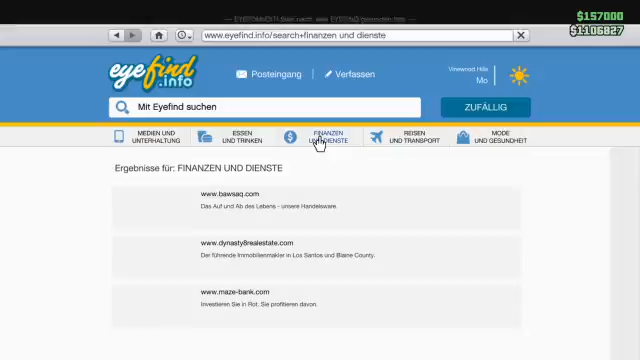 $157000
$1106827
www.eyefind.info/search+finanzen und dienste
eyefind
.info
Posteingang
Verfassen
Vinewood Hills
Mo
Mit Eyefind suchen
ZUFÄLLIG
MEDIEN UND
UNTERHALTUNG
ESSEN
UND TRINKEN
FINANZEN
UND DIENSTE
REISEN
UND TRANSPORT
MODE
UND GESUNDHEIT
Ergebnisse für: FINANZEN UND DIENSTE
www.bawsaq.com
Das Auf und Ab des Lebens - unsere Handelsware.
www.dynasty8realestate.com
Der führende Immobilienmakler in Los Santos und Blaine County.
www.maze-bank.com
Investieren Sie in Rot. Sie profitieren davon.